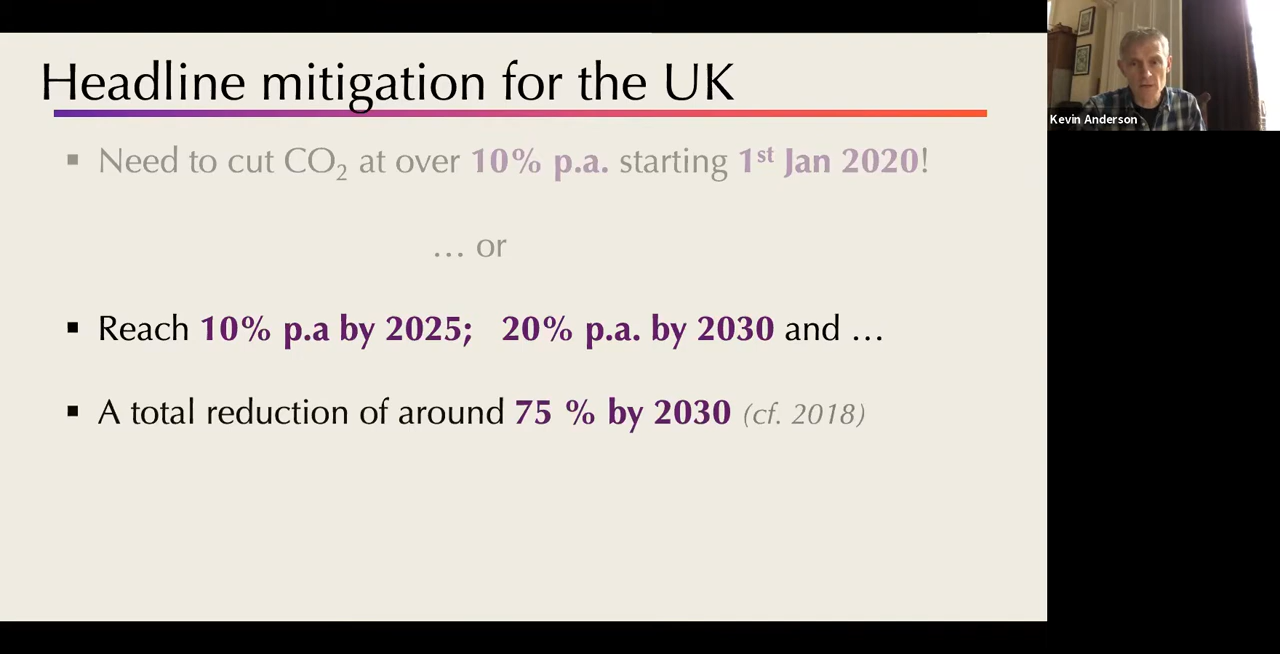 Headline mitigation for the UK
▪ Need to cut CO₂ at over 10% p.a. starting 1st Jan 2020!
… or
▪ Reach 10% p.a by 2025; 20% p.a. by 2030 and …
▪ A total reduction of around 75 % by 2030 (cf. 2018)
Kevin Anderson